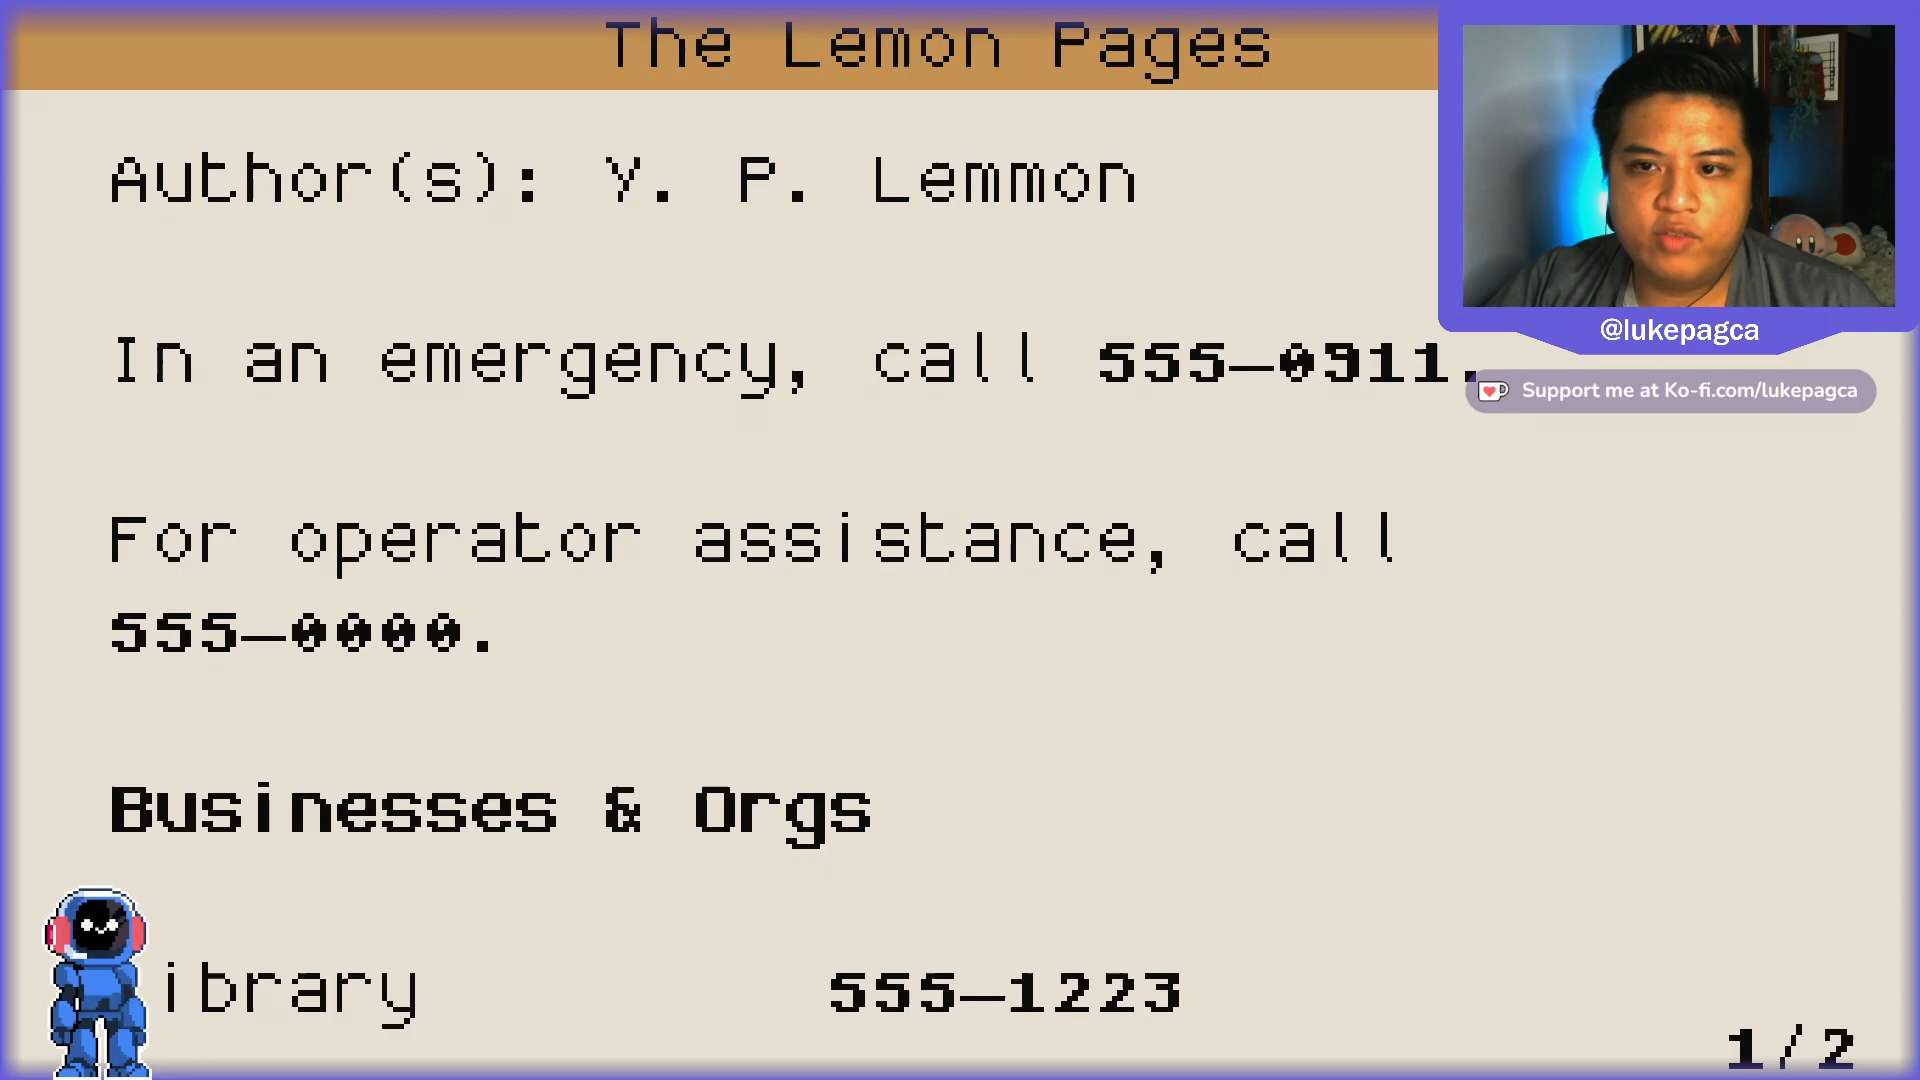 The Lemon Pages
Author(s): Y. P. Lemmon
In an emergency, call 555-0911.
@lukepagca
Support me at Ko-fi.com/lukepagca
For operator assistance, call
555-0000.
Businesses & Orgs
ibrary 555-1223
1/2